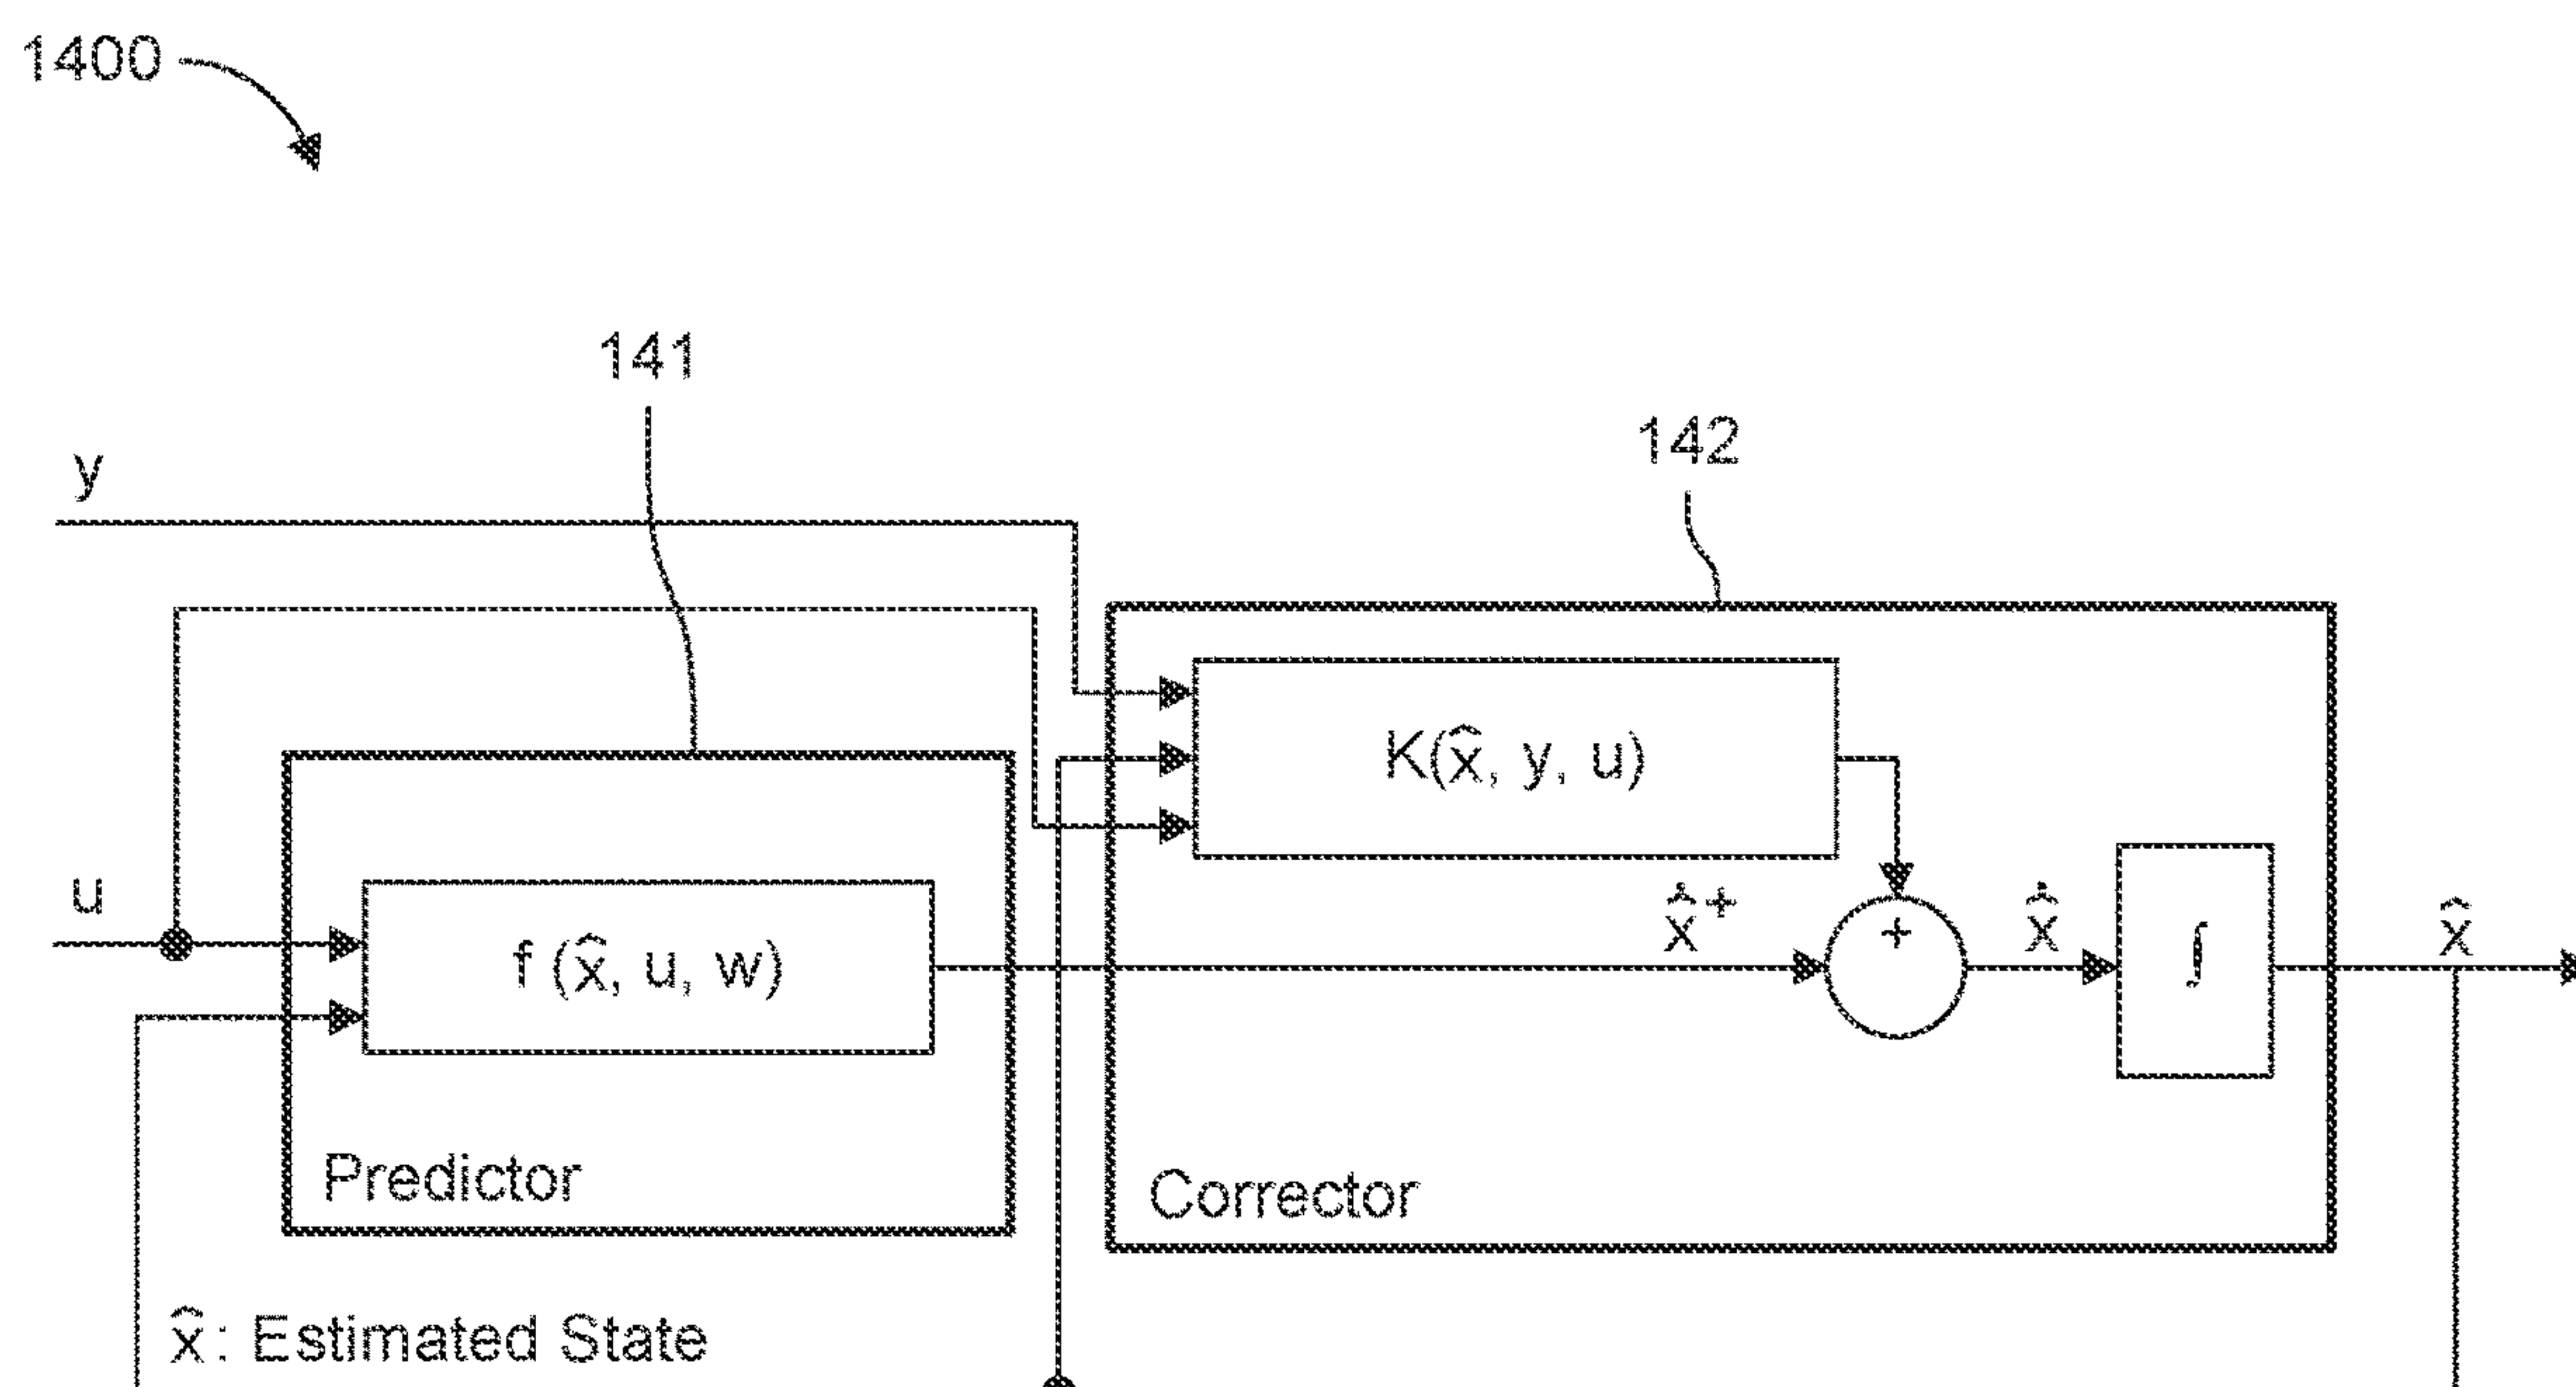 1400
141
142
y
u
K(x̂, y, u)
f (x̂, u, w)
x̂̇⁺
+
x̂̇
∫
x̂
Predictor
Corrector
x̂: Estimated State